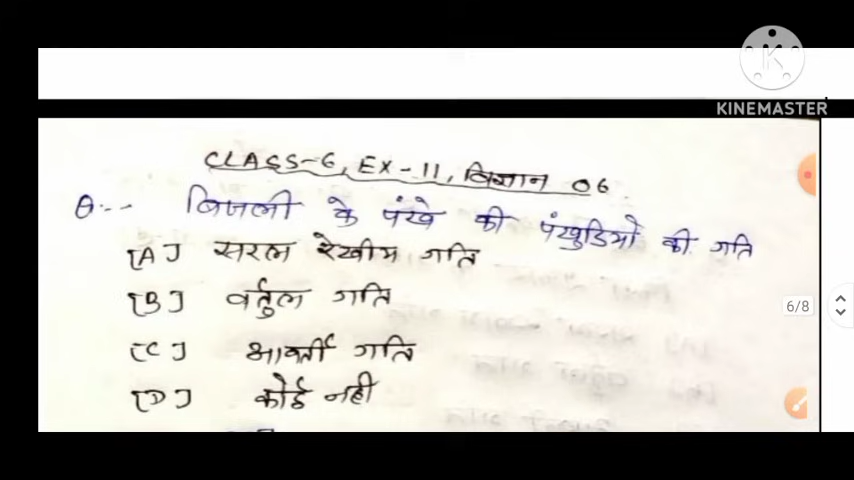 KINEMASTER
CLASS-6, EX-11, विज्ञान 06
Q:-- बिजली के पंखे की पंखुडियो की गति
[A] सरल रेखीय गति
[B] वर्तुल गति
6/8
[C] आवर्ती गति
[D] कोई नही